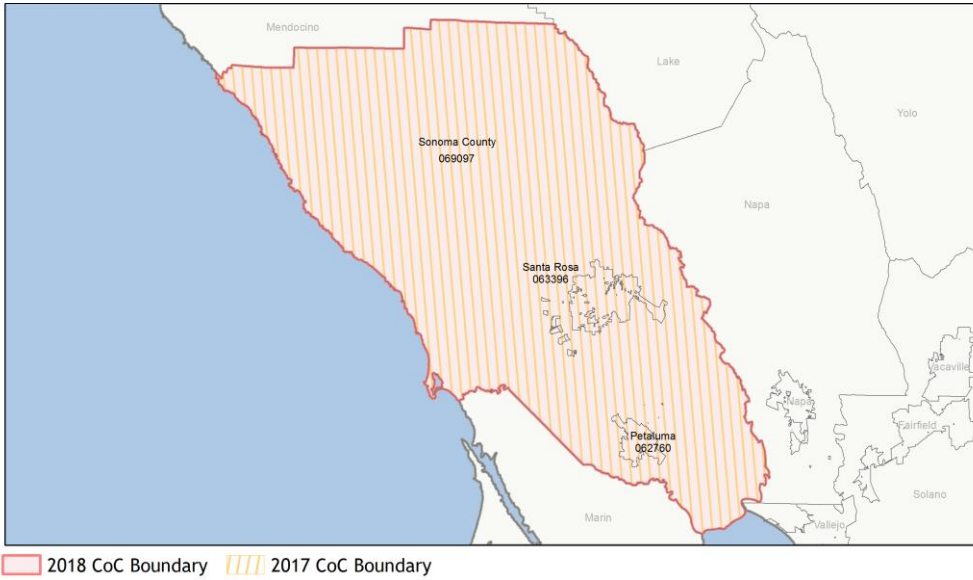 Mendocino
Lake
Yolo
Sonoma County
069097
Napa
Santa Rosa
063396
Vacaville
Napa
Fairfield
Petaluma
062760
Solano
Marin
Vallejo
2018 CoC Boundary
2017 CoC Boundary